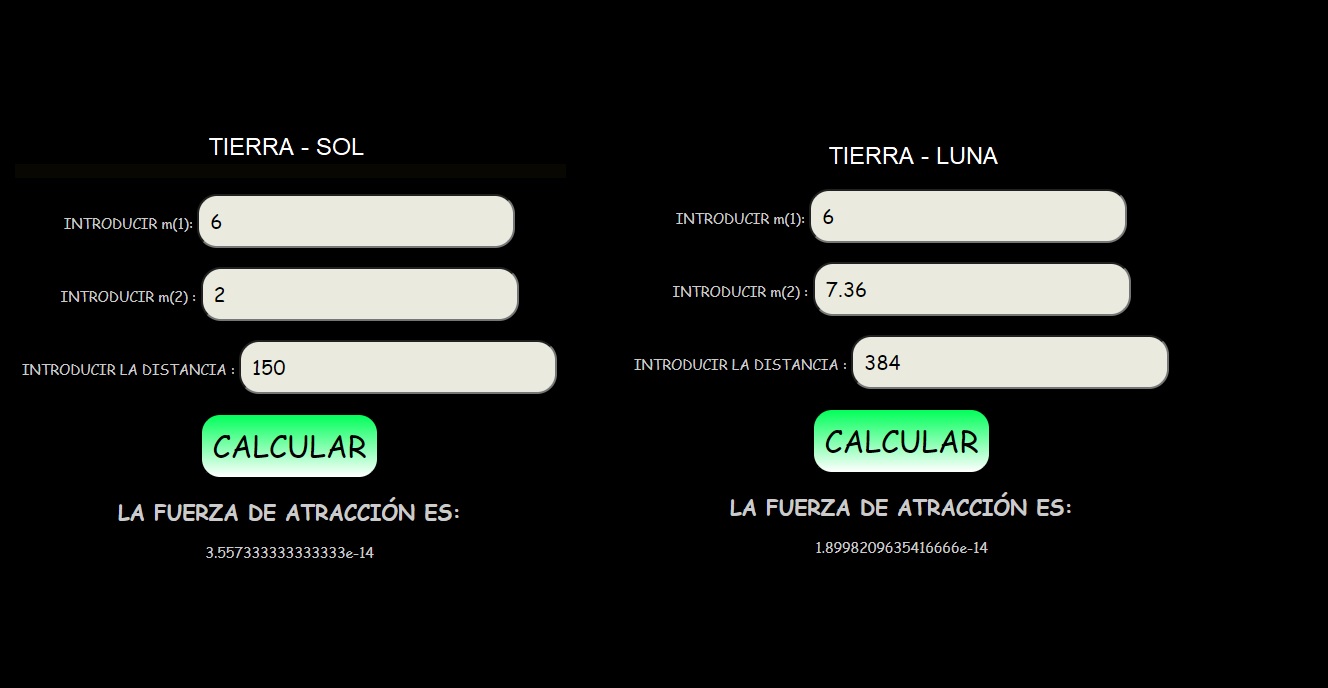 TIERRA - SOL
INTRODUCIR m(1): 6
INTRODUCIR m(2) : 2
INTRODUCIR LA DISTANCIA : 150
CALCULAR
LA FUERZA DE ATRACCIÓN ES:
3.557333333333333e-14
TIERRA - LUNA
INTRODUCIR m(1): 6
INTRODUCIR m(2) : 7.36
INTRODUCIR LA DISTANCIA : 384
CALCULAR
LA FUERZA DE ATRACCIÓN ES:
1.8998209635416666e-14